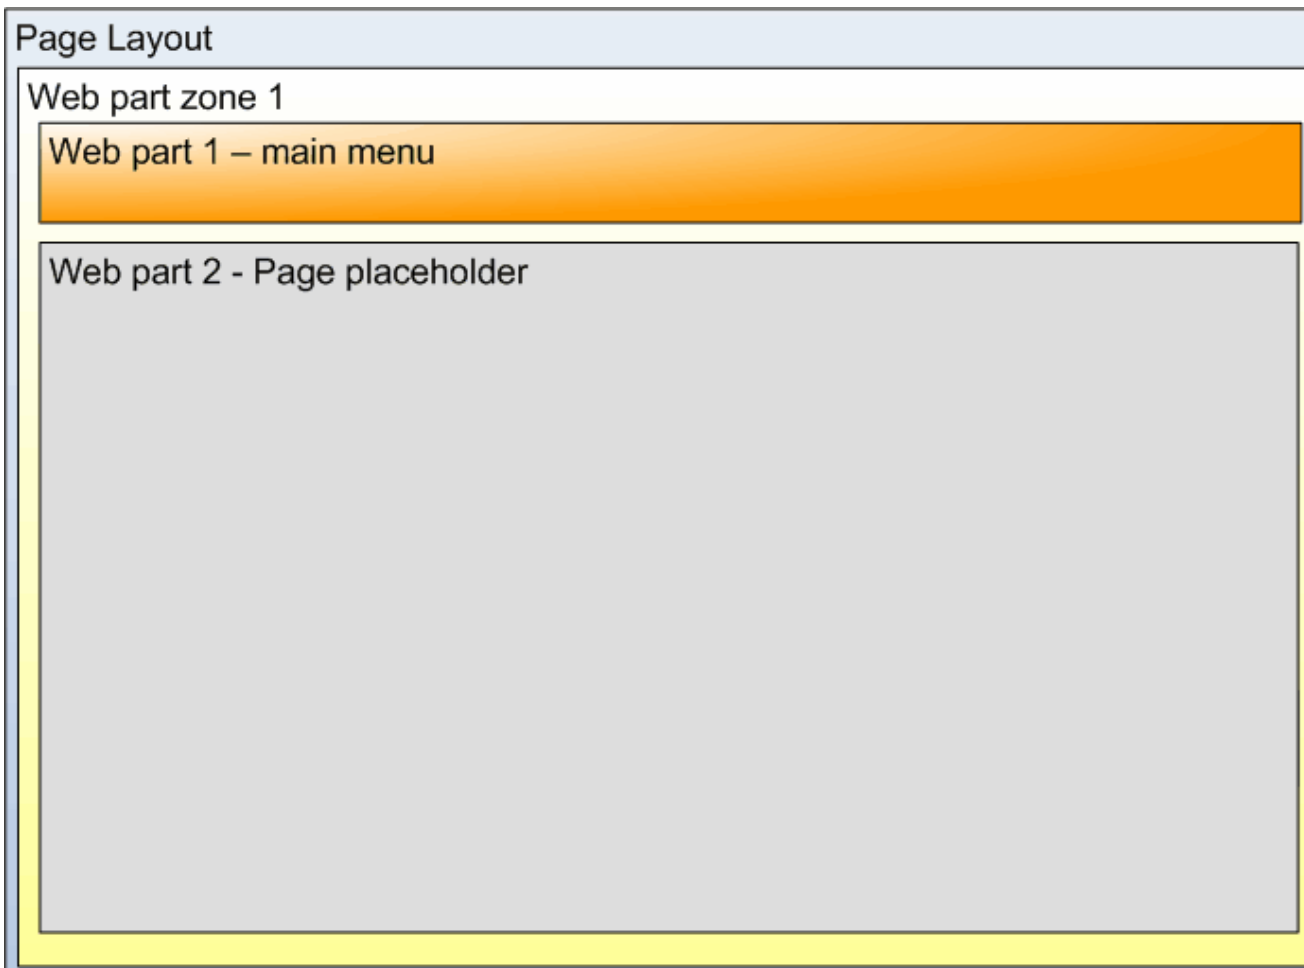 Page Layout
Web part zone 1
Web part 1 – main menu
Web part 2 - Page placeholder